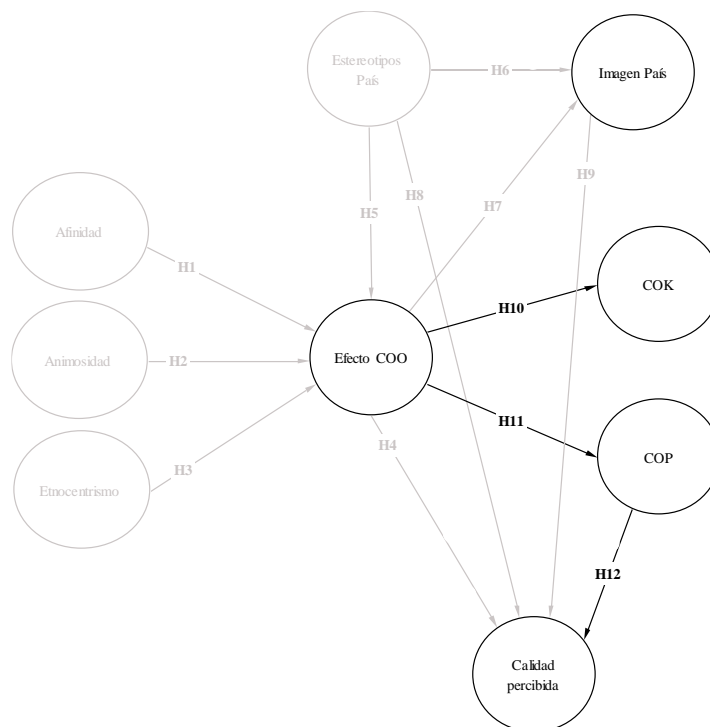 Estereotipos
País
H6
Imagen País
H9
H8
H7
H5
Afinidad
H1
COK
H10
Animosidad
H2
Efecto COO
H11
H4
COP
H3
Etnocentrismo
H12
Calidad
percibida